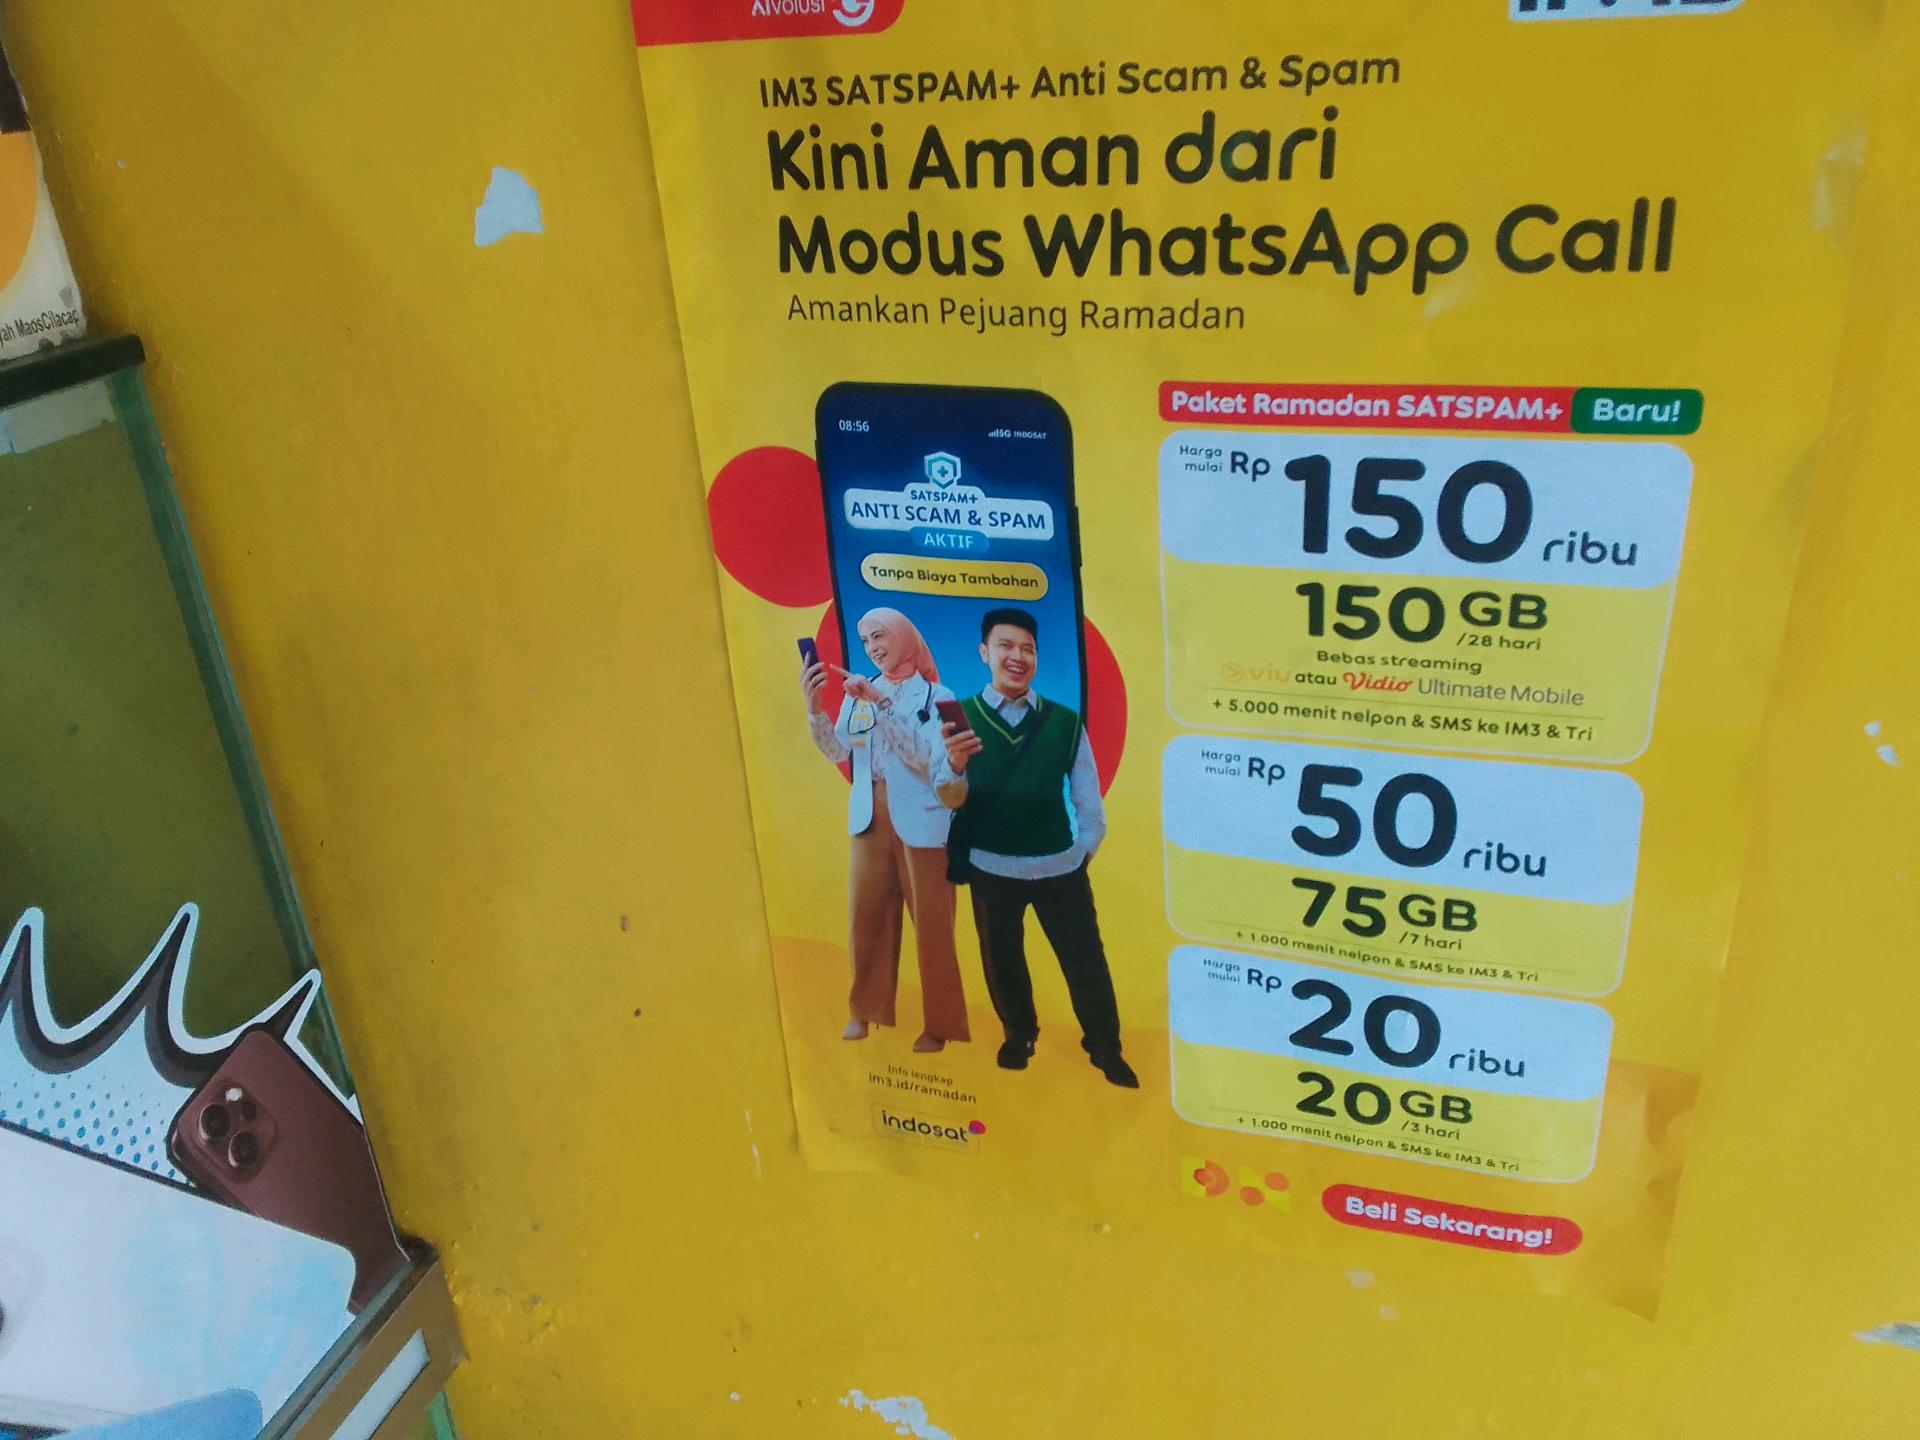 AIvolusi
IM3 SATSPAM+ Anti Scam & Spam
Kini Aman dari
Modus WhatsApp Call
Amankan Pejuang Ramadan
MaosCilacap
08:56
5G INDOSAT
SATSPAM+
ANTI SCAM & SPAM
AKTIF
Tanpa Biaya Tambahan
Paket Ramadan SATSPAM+ Baru!
Harga mulai Rp 150 ribu
150 GB /28 hari
Bebas streaming
viu atau Vidio Ultimate Mobile
+ 5.000 menit nelpon & SMS ke IM3 & Tri
Harga mulai Rp 50 ribu
75 GB /7 hari
+ 1.000 menit nelpon & SMS ke IM3 & Tri
Harga mulai Rp 20 ribu
20 GB /3 hari
+ 1.000 menit nelpon & SMS ke IM3 & Tri
Info lengkap
im3.id/ramadan
indosat
Beli Sekarang!